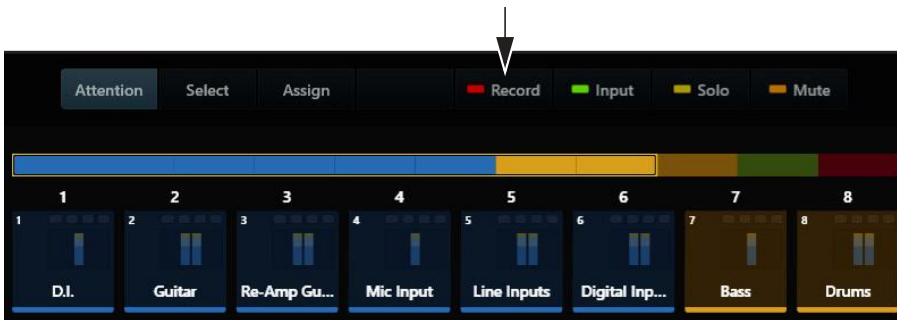 Attention Select Assign Record Input Solo Mute
1 2 3 4 5 6 7 8
1 2 3 4 5 6 7 8
D.I. Guitar Re-Amp Gu... Mic Input Line Inputs Digital Inp... Bass Drums